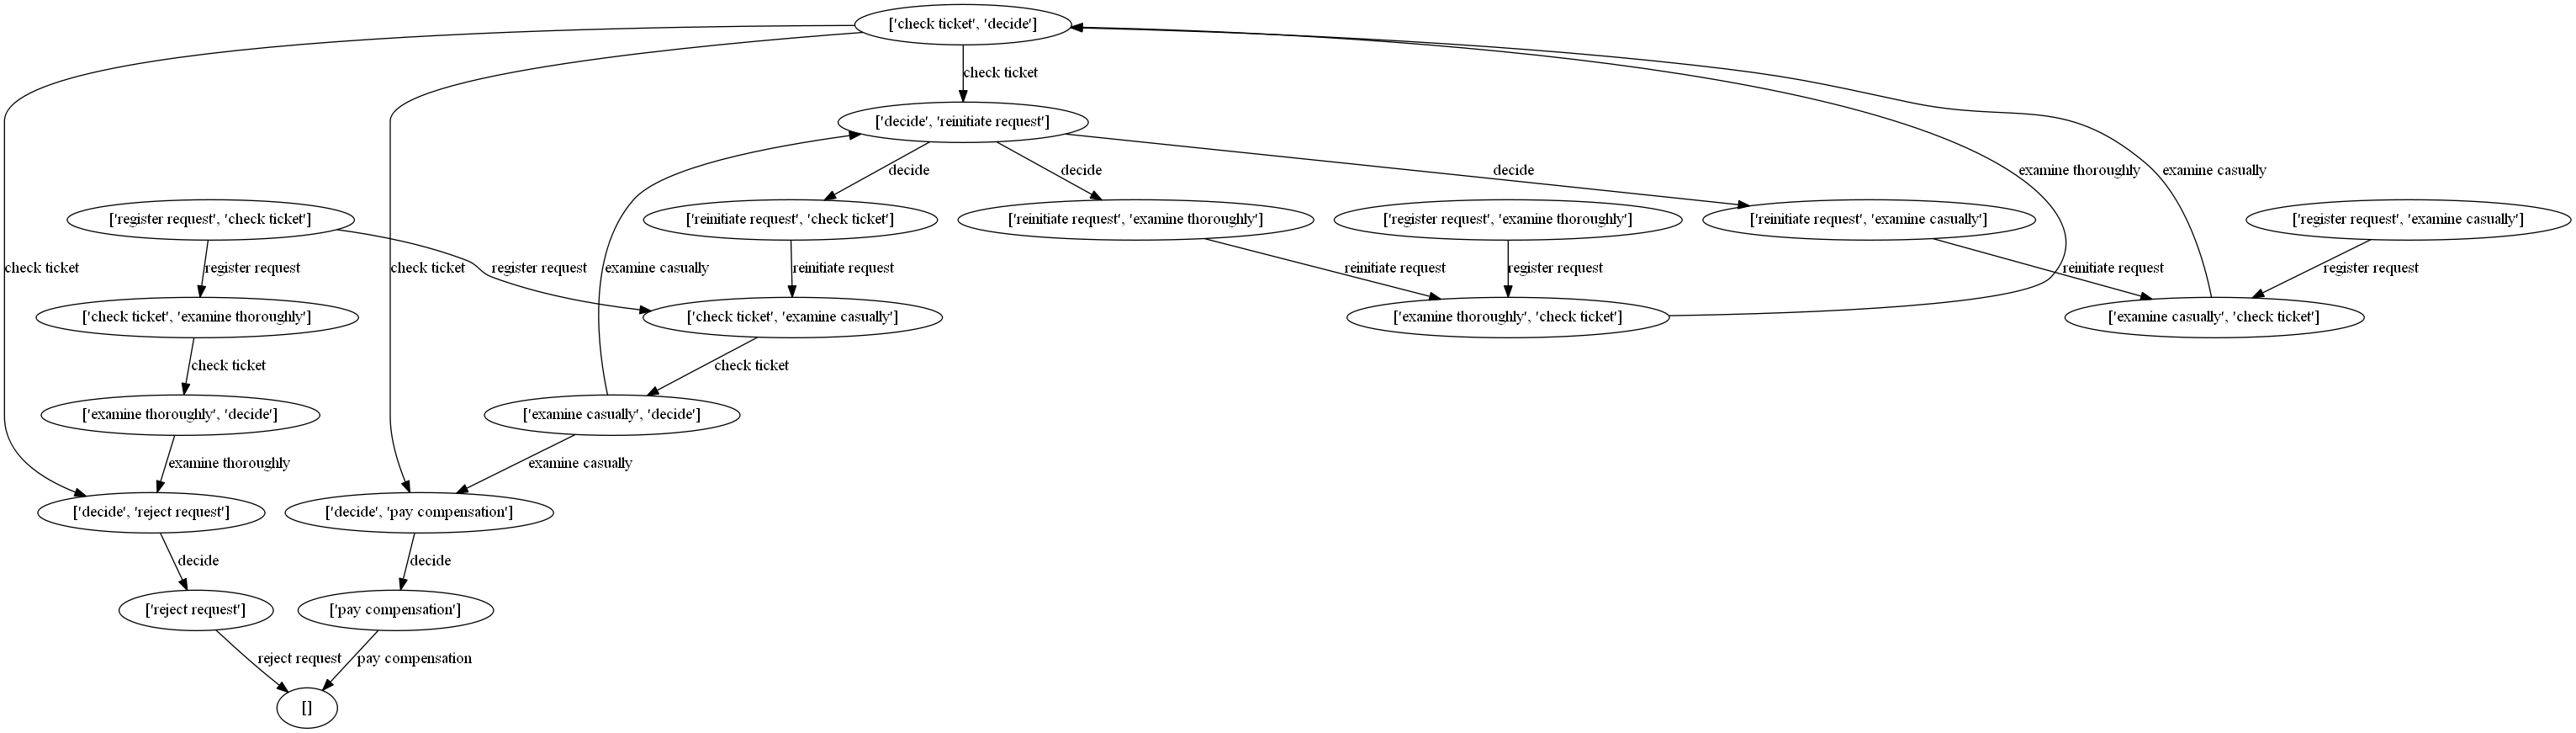 ['check ticket', 'decide']
check ticket
['decide', 'reinitiate request']
decide
decide
decide
examine thoroughly
examine casually
['register request', 'check ticket']
['reinitiate request', 'check ticket']
['reinitiate request', 'examine thoroughly']
['register request', 'examine thoroughly']
['reinitiate request', 'examine casually']
['register request', 'examine casually']
check ticket
register request
check ticket
register request
examine casually
reinitiate request
reinitiate request
register request
reinitiate request
register request
['check ticket', 'examine thoroughly']
['check ticket', 'examine casually']
['examine thoroughly', 'check ticket']
['examine casually', 'check ticket']
check ticket
check ticket
['examine thoroughly', 'decide']
['examine casually', 'decide']
examine thoroughly
examine casually
['decide', 'reject request']
['decide', 'pay compensation']
decide
decide
['reject request']
['pay compensation']
reject request
pay compensation
[]